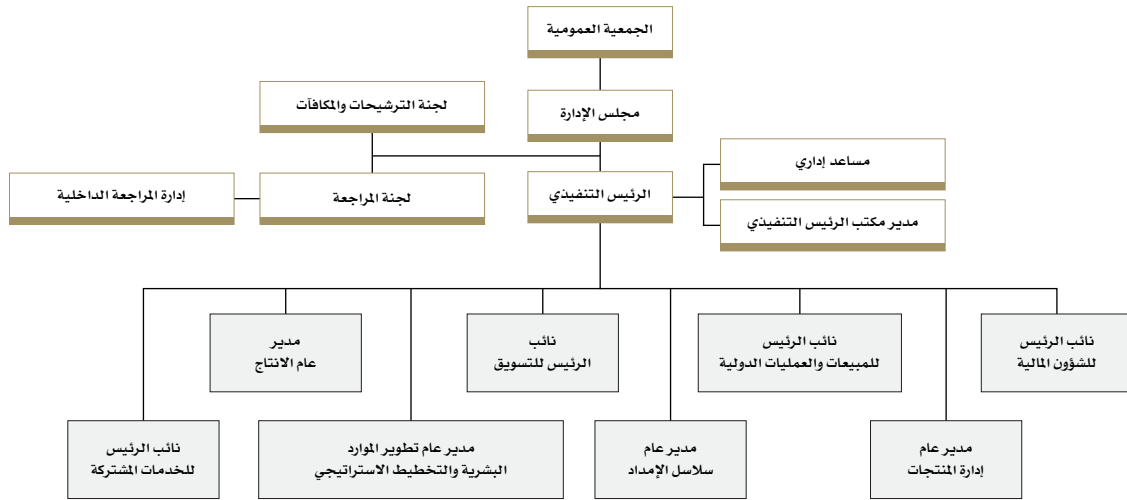 الجمعية العمومية
مجلس الإدارة
لجنة الترشيحات والمكافآت
الرئيس التنفيذي
لجنة المراجعة
إدارة المراجعة الداخلية
مساعد إداري
مدير مكتب الرئيس التنفيذي
نائب الرئيس
للشؤون المالية
نائب الرئيس
للمبيعات والعمليات الدولية
نائب
الرئيس للتسويق
مدير
عام الانتاج
مدير عام
إدارة المنتجات
مدير عام
سلاسل الإمداد
مدير عام تطوير الموارد
البشرية والتخطيط الاستراتيجي
نائب الرئيس
للخدمات المشتركة